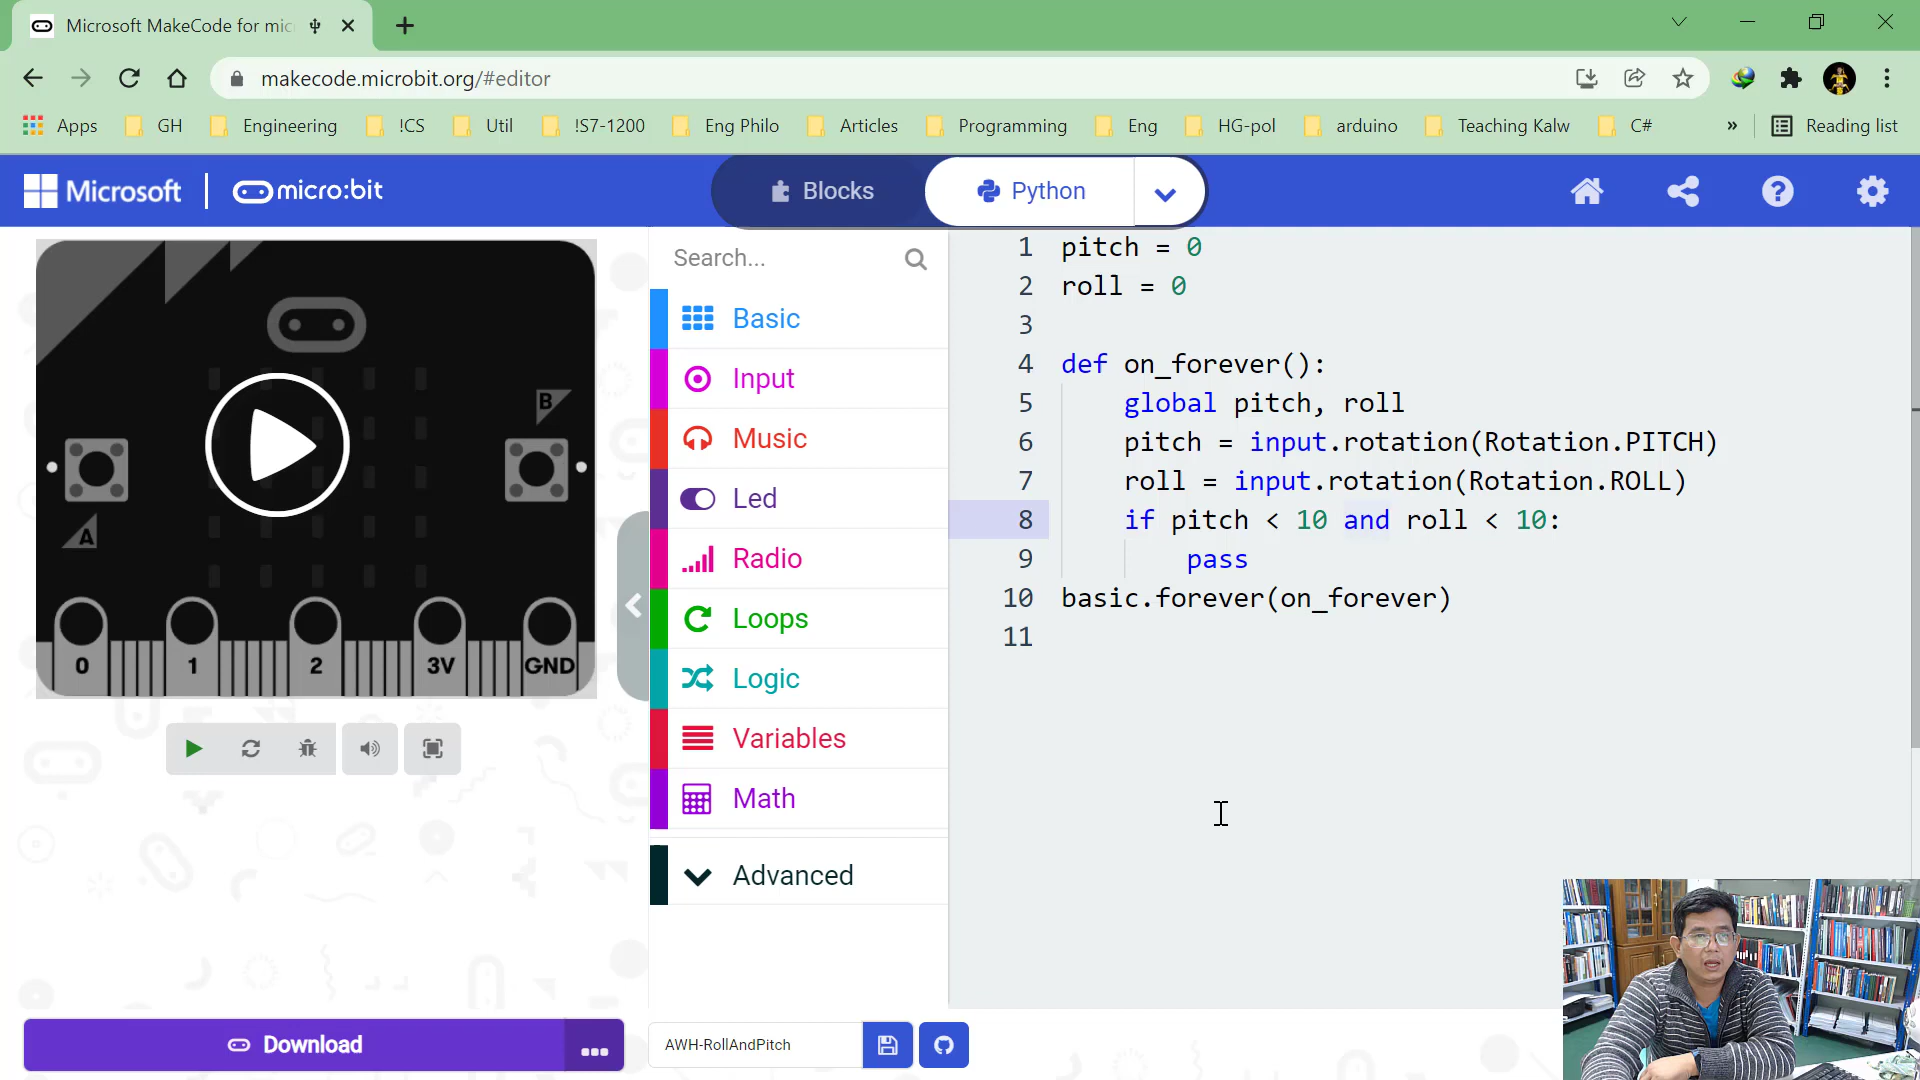 Microsoft MakeCode for mic
makecode.microbit.org/#editor
Apps GH Engineering !CS Util !S7-1200 Eng Philo Articles Programming Eng HG-pol arduino Teaching Kalw C# » Reading list
Microsoft micro:bit Blocks Python
Search...
Basic
Input
Music
Led
Radio
Loops
Logic
Variables
Math
Advanced
B
A
0 1 2 3V GND
1 pitch = 0
2 roll = 0
3
4 def on_forever():
5 global pitch, roll
6 pitch = input.rotation(Rotation.PITCH)
7 roll = input.rotation(Rotation.ROLL)
8 if pitch < 10 and roll < 10:
9 pass
10 basic.forever(on_forever)
11
Download ...
AWH-RollAndPitch